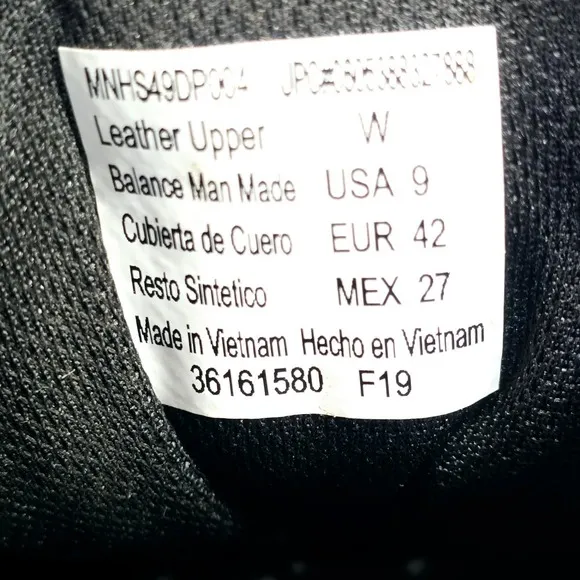 Leather Upper W
Balance Man Made USA 9
Cubierta de Cuero EUR 42
Resto Sintetico MEX 27
Made in Vietnam Hecho en Vietnam
36161580 F19